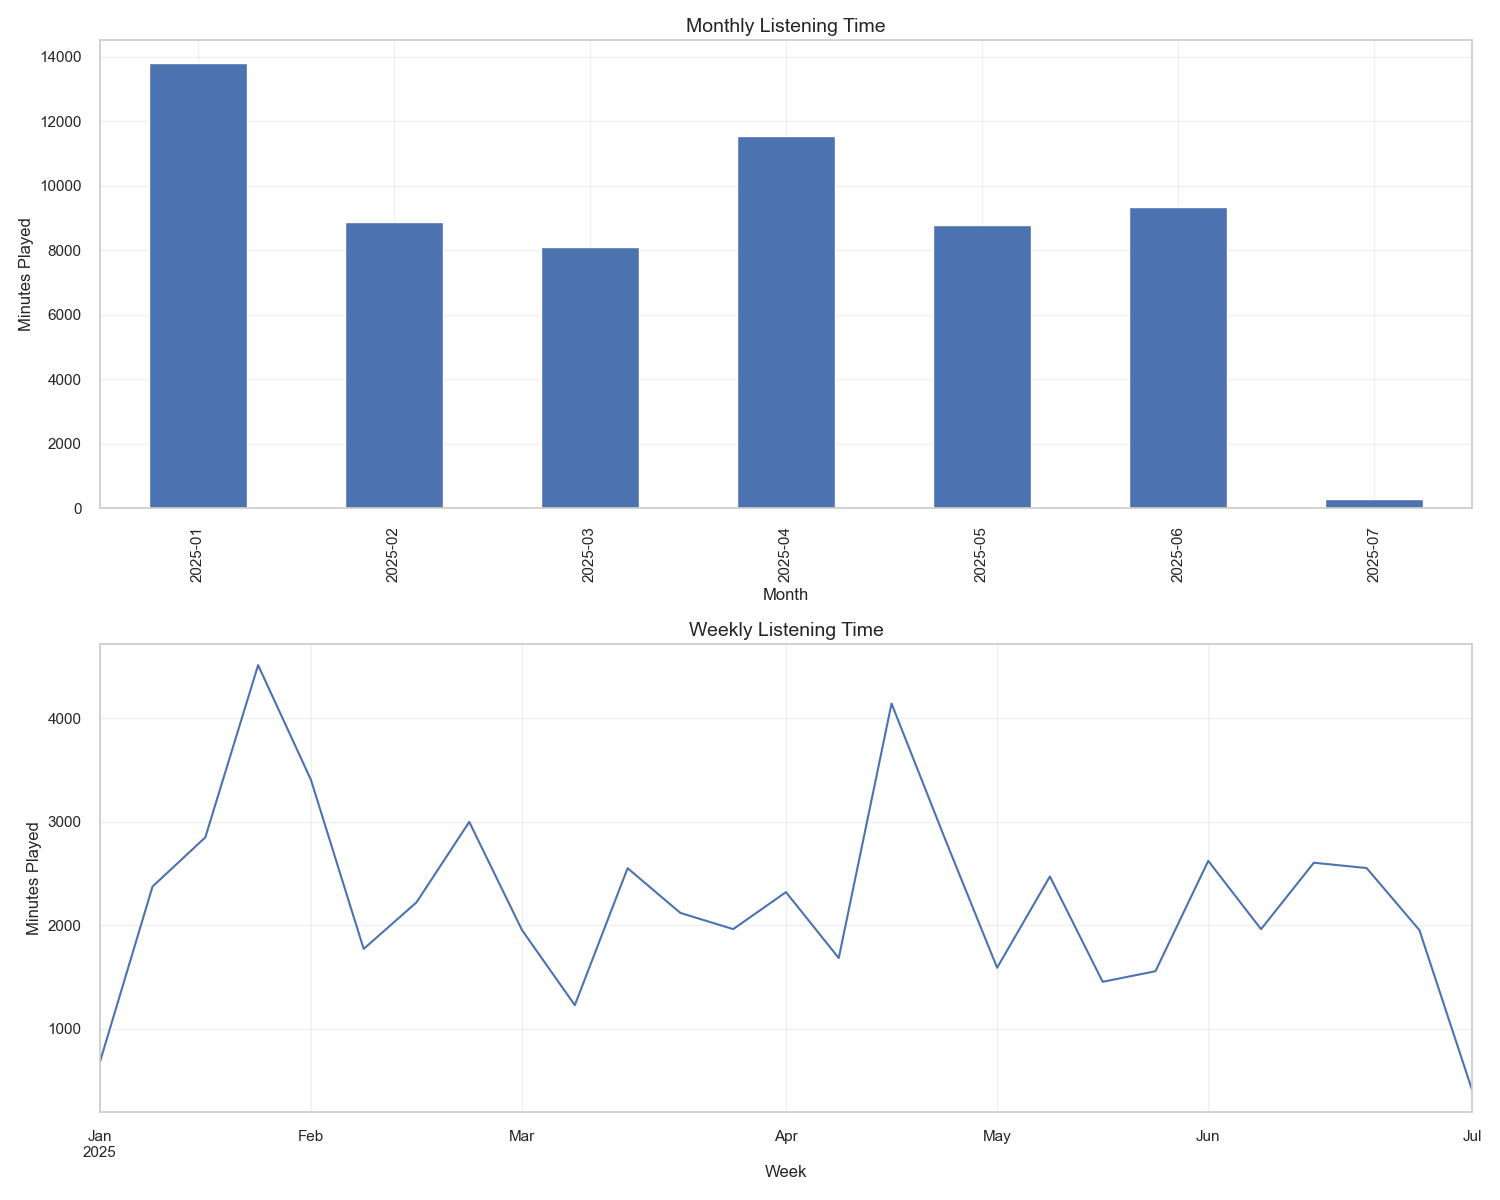 Monthly Listening Time
14000
12000
10000
8000
6000
4000
2000
0
Minutes Played
2025-01
2025-02
2025-03
2025-04
2025-05
2025-06
2025-07
Month
Weekly Listening Time
4000
3000
2000
1000
Minutes Played
Jan Feb Mar Apr May Jun Jul
2025
Week